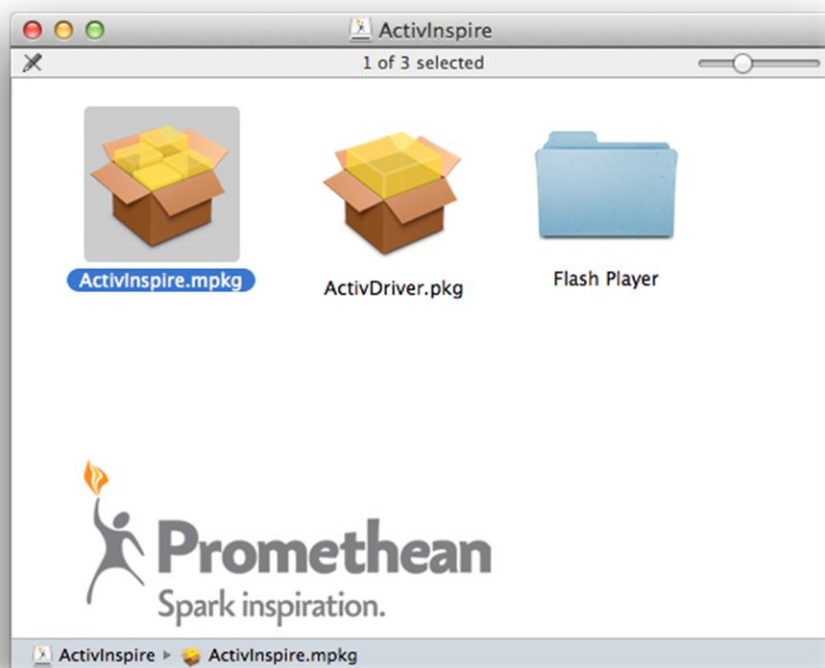 ActivInspire
1 of 3 selected
ActivInspire.mpkg
ActivDriver.pkg
Flash Player
Promethean
Spark inspiration.
ActivInspire ▸ ActivInspire.mpkg